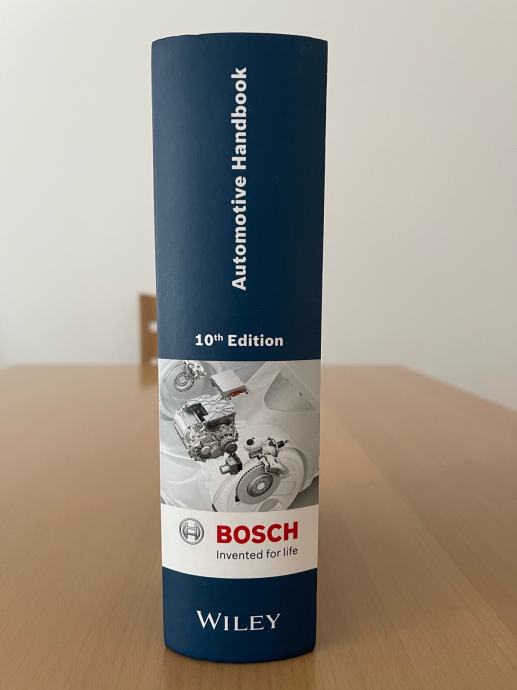 Automotive Handbook
10th Edition
BOSCH
Invented for life
WILEY